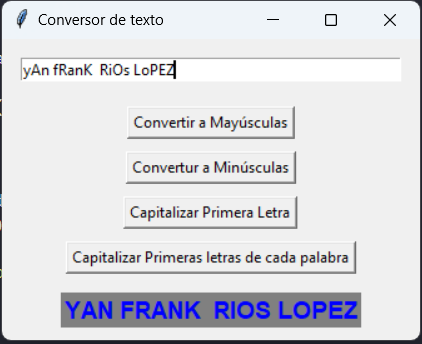 Conversor de texto
yAn fRanK  RiOs LoPEZ
Convertir a Mayúsculas
Convertur a Minúsculas
Capitalizar Primera Letra
Capitalizar Primeras letras de cada palabra
YAN FRANK  RIOS LOPEZ